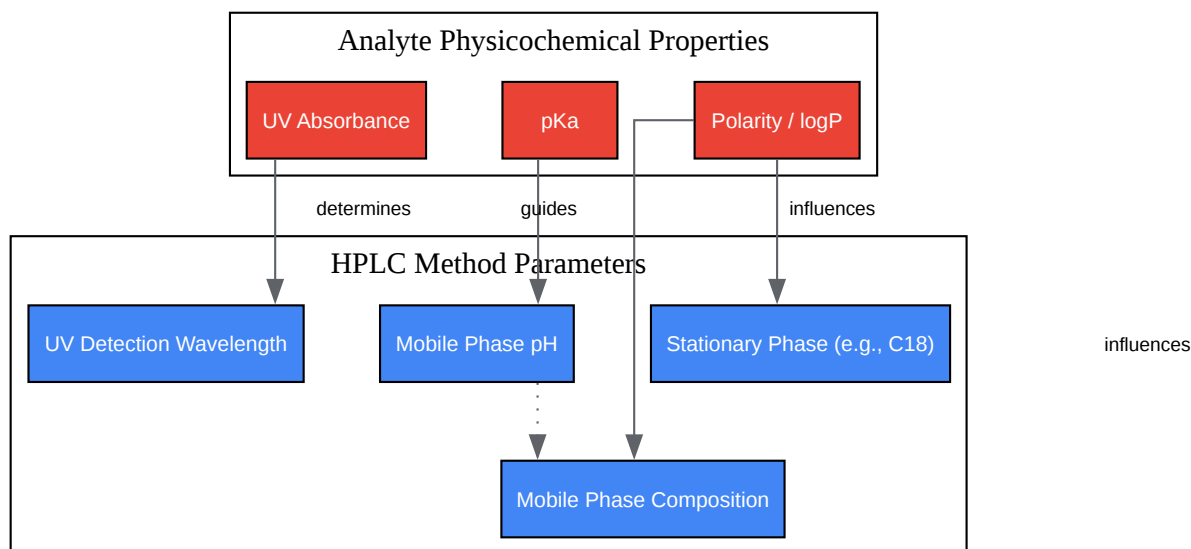 Analyte Physicochemical Properties
UV Absorbance
pKa
Polarity / logP
determines
guides
influences
HPLC Method Parameters
UV Detection Wavelength
Mobile Phase pH
Stationary Phase (e.g., C18)
influences
Mobile Phase Composition